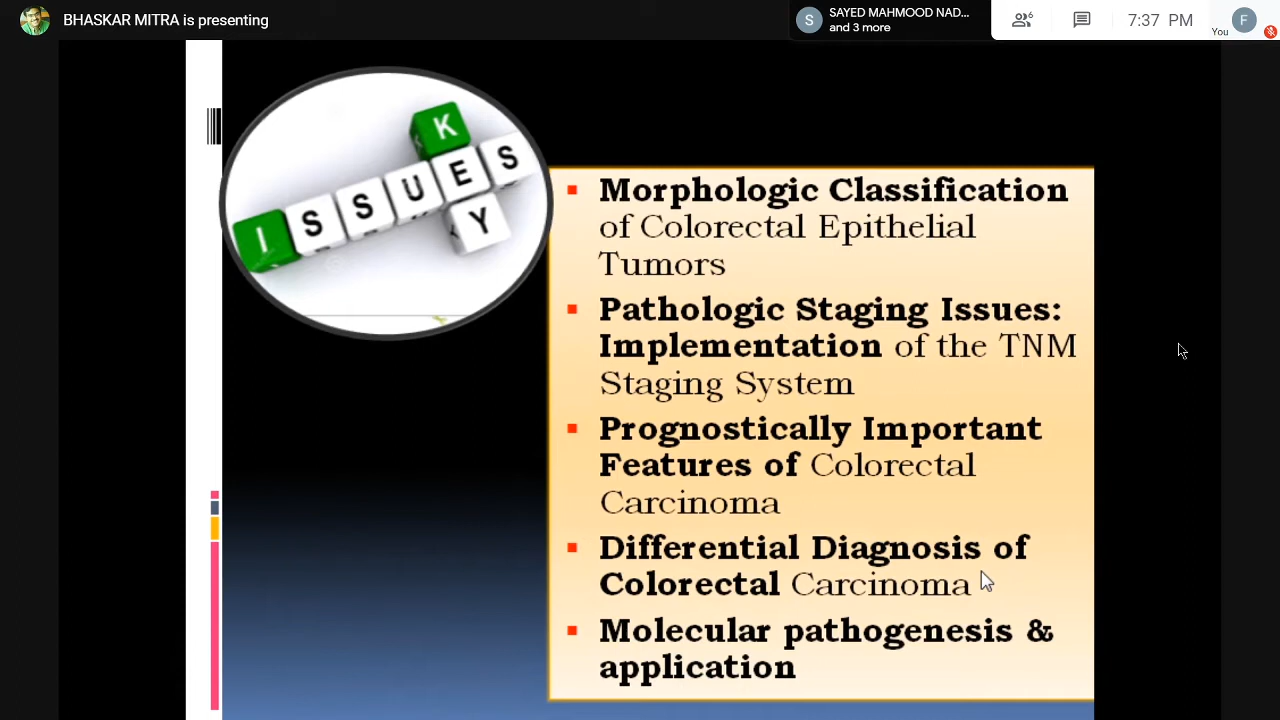 BHASKAR MITRA is presenting
S
SAYED MAHMOOD NAD...
and 3 more
6
7:37 PM
You
F
K
ISSUES
Y
Morphologic Classification
of Colorectal Epithelial
Tumors
Pathologic Staging Issues:
Implementation of the TNM
Staging System
Prognostically Important
Features of Colorectal
Carcinoma
Differential Diagnosis of
Colorectal Carcinoma
Molecular pathogenesis &
application